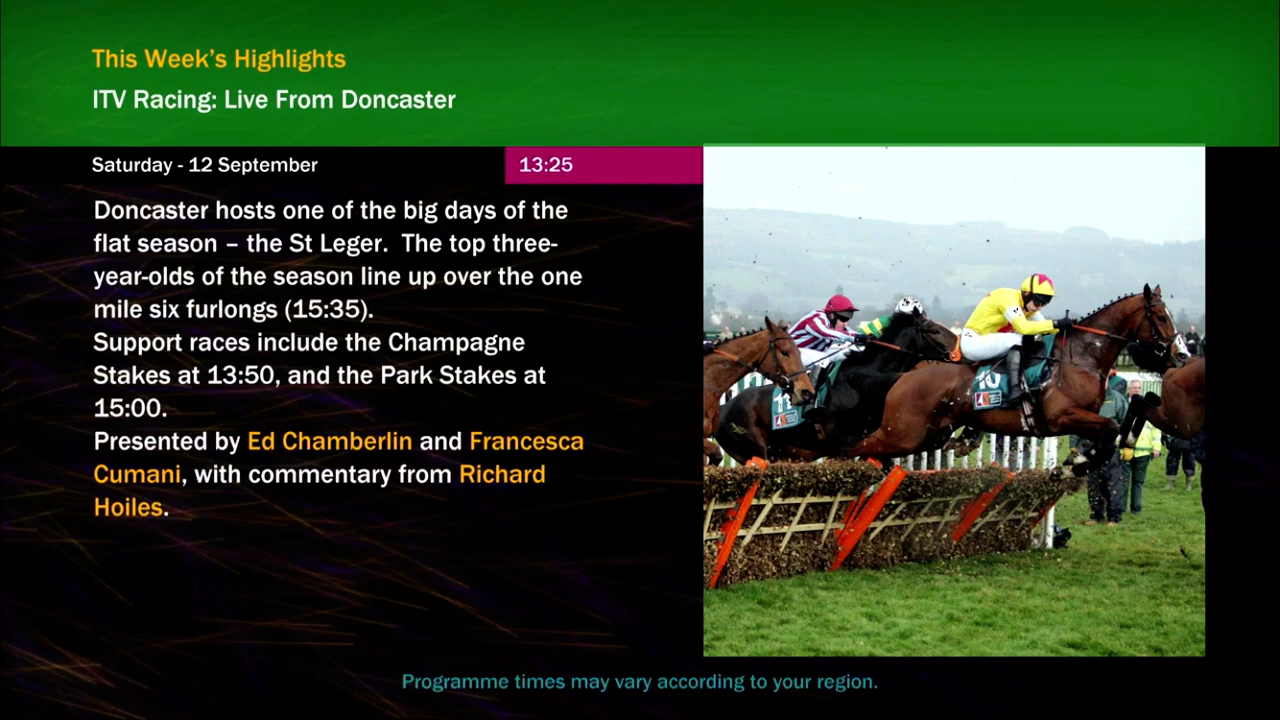 This Week’s Highlights
ITV Racing: Live From Doncaster
Saturday - 12 September
13:25
Doncaster hosts one of the big days of the
flat season – the St Leger.  The top three-
year-olds of the season line up over the one
mile six furlongs (15:35).
Support races include the Champagne
Stakes at 13:50, and the Park Stakes at
15:00.
Presented by Ed Chamberlin and Francesca
Cumani, with commentary from Richard
Hoiles.
10
Programme times may vary according to your region.